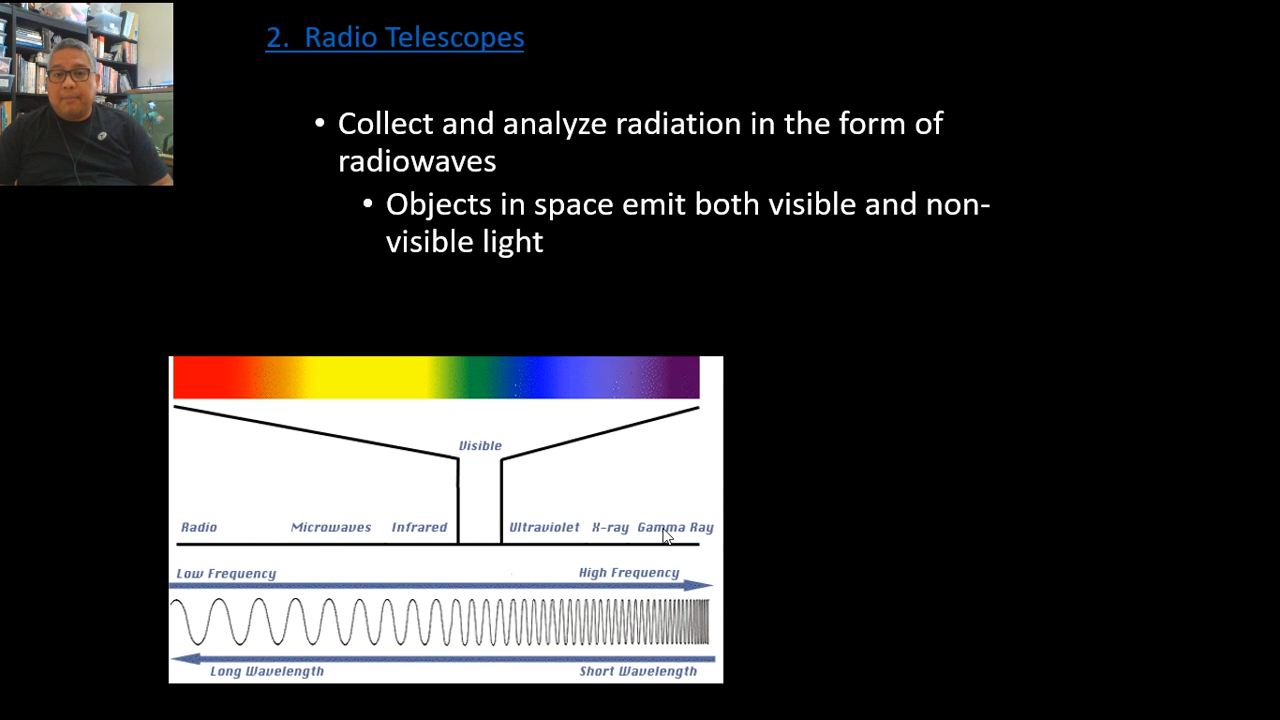 2. Radio Telescopes
• Collect and analyze radiation in the form of
radiowaves
• Objects in space emit both visible and non-
visible light
Visible
Radio Microwaves Infrared Ultraviolet X-ray Gamma Ray
Low Frequency High Frequency
Long Wavelength Short Wavelength